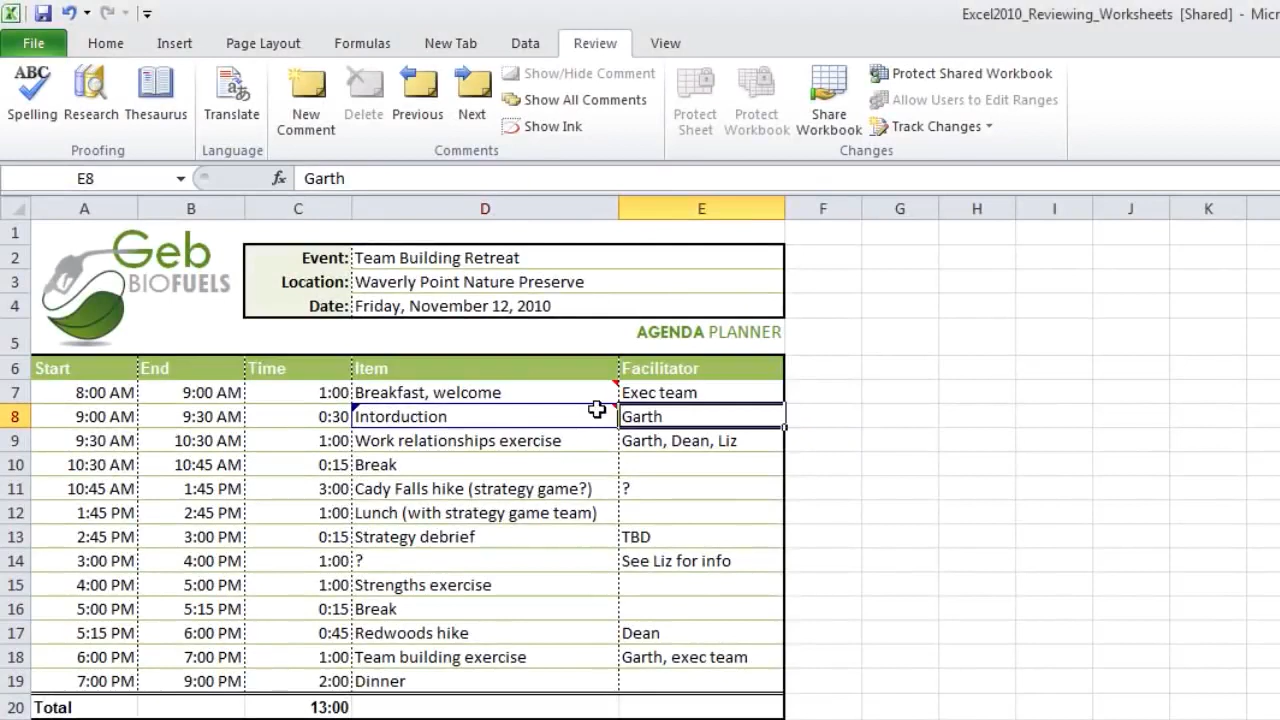 Excel2010_Reviewing_Worksheets [Shared] - Micr
File Home Insert Page Layout Formulas New Tab Data Review View
ABC
Spelling Research Thesaurus Translate New Comment Delete Previous Next Show/Hide Comment Show All Comments Show Ink Protect Sheet Protect Workbook Share Workbook Protect Shared Workbook Allow Users to Edit Ranges Track Changes
Proofing Language Comments Changes
E8 fx Garth
A B C D E F G H I J K
1
Geb
BIOFUELS
2 Event: Team Building Retreat
3 Location: Waverly Point Nature Preserve
4 Date: Friday, November 12, 2010
5 AGENDA PLANNER
6 Start End Time Item Facilitator
7 8:00 AM 9:00 AM 1:00 Breakfast, welcome Exec team
8 9:00 AM 9:30 AM 0:30 Intorduction Garth
9 9:30 AM 10:30 AM 1:00 Work relationships exercise Garth, Dean, Liz
10 10:30 AM 10:45 AM 0:15 Break
11 10:45 AM 1:45 PM 3:00 Cady Falls hike (strategy game?) ?
12 1:45 PM 2:45 PM 1:00 Lunch (with strategy game team)
13 2:45 PM 3:00 PM 0:15 Strategy debrief TBD
14 3:00 PM 4:00 PM 1:00 ? See Liz for info
15 4:00 PM 5:00 PM 1:00 Strengths exercise
16 5:00 PM 5:15 PM 0:15 Break
17 5:15 PM 6:00 PM 0:45 Redwoods hike Dean
18 6:00 PM 7:00 PM 1:00 Team building exercise Garth, exec team
19 7:00 PM 9:00 PM 2:00 Dinner
20 Total 13:00